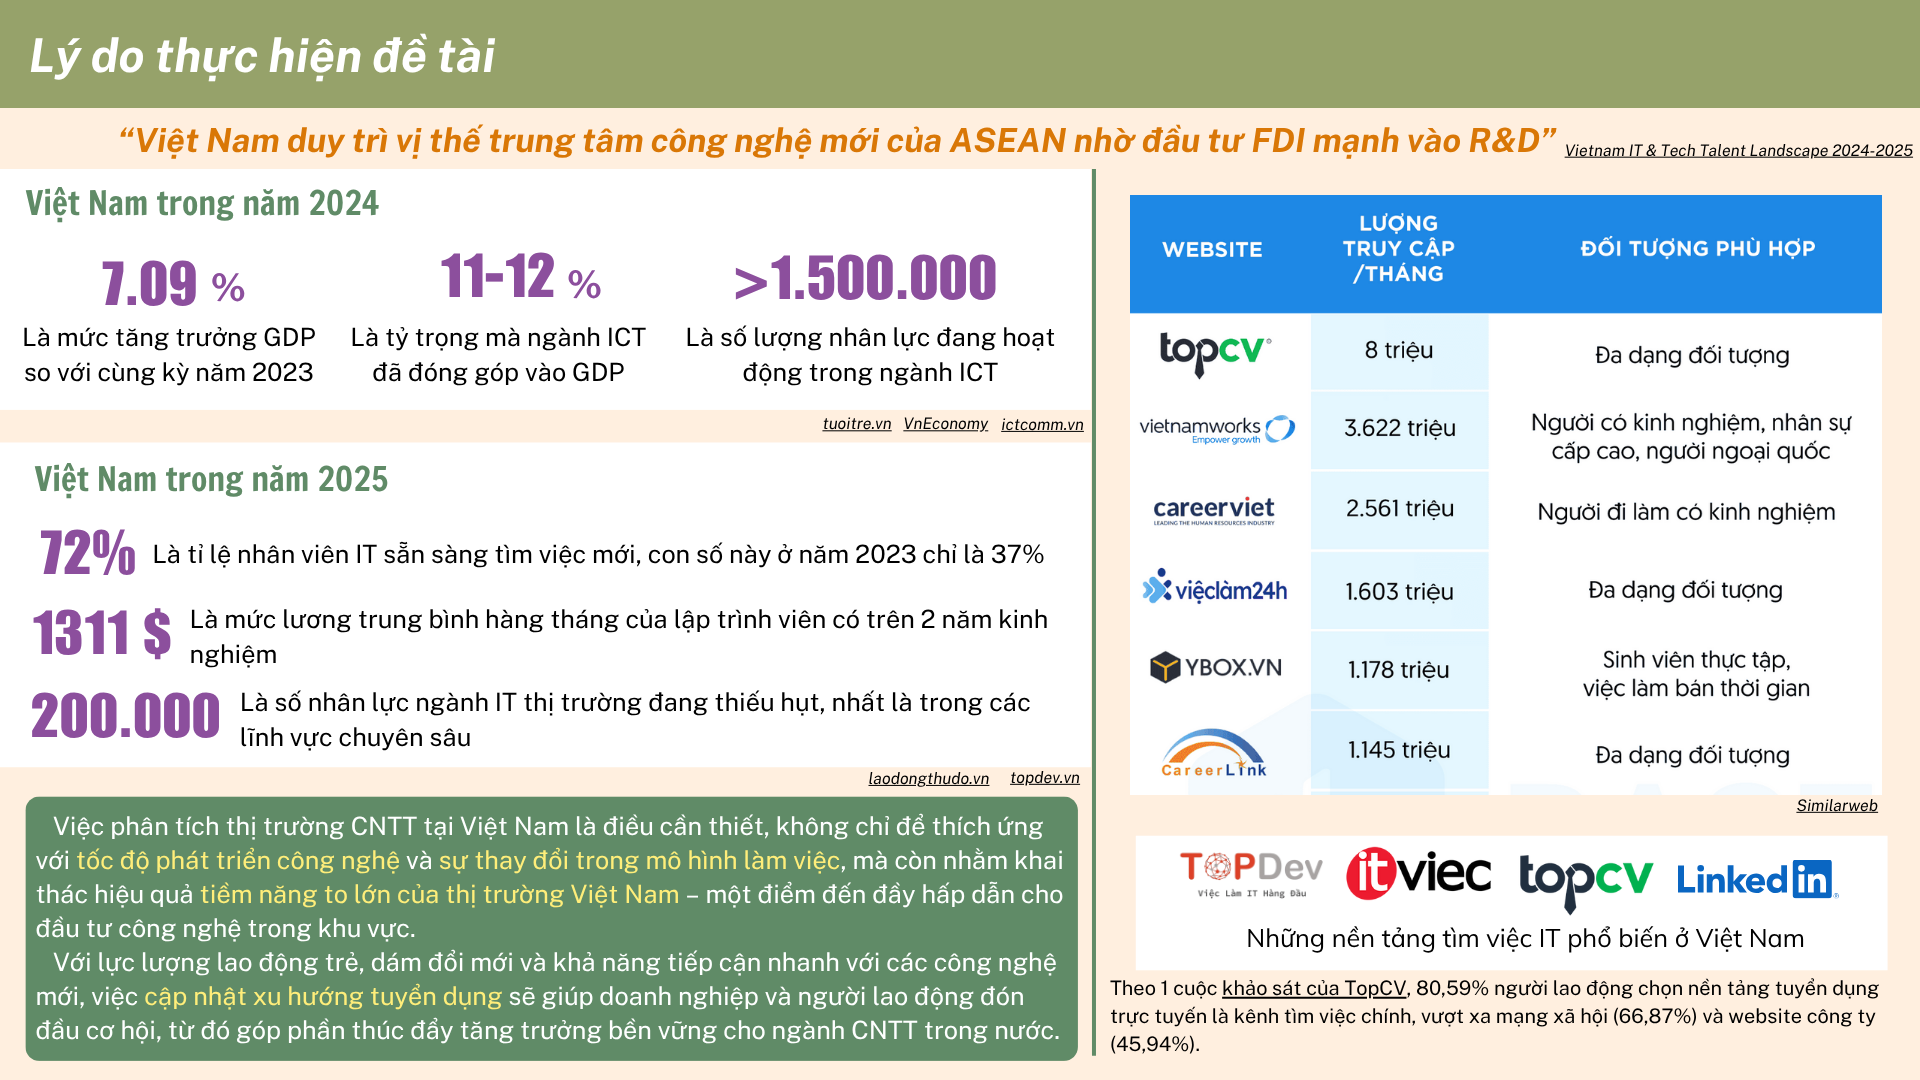 Lý do thực hiện đề tài
“Việt Nam duy trì vị thế trung tâm công nghệ mới của ASEAN nhờ đầu tư FDI mạnh vào R&D”
Vietnam IT & Tech Talent Landscape 2024-2025
Việt Nam trong năm 2024
7.09 %
Là mức tăng trưởng GDP
so với cùng kỳ năm 2023
11-12 %
Là tỷ trọng mà ngành ICT
đã đóng góp vào GDP
>1.500.000
Là số lượng nhân lực đang hoạt
động trong ngành ICT
tuoitre.vn VnEconomy ictcomm.vn
Việt Nam trong năm 2025
72% Là tỉ lệ nhân viên IT sẵn sàng tìm việc mới, con số này ở năm 2023 chỉ là 37%
1311 $ Là mức lương trung bình hàng tháng của lập trình viên có trên 2 năm kinh
nghiệm
200.000 Là số nhân lực ngành IT thị trường đang thiếu hụt, nhất là trong các
lĩnh vực chuyên sâu
laodongthudo.vn topdev.vn
Việc phân tích thị trường CNTT tại Việt Nam là điều cần thiết, không chỉ để thích ứng
với tốc độ phát triển công nghệ và sự thay đổi trong mô hình làm việc, mà còn nhằm khai
thác hiệu quả tiềm năng to lớn của thị trường Việt Nam – một điểm đến đầy hấp dẫn cho
đầu tư công nghệ trong khu vực.
Với lực lượng lao động trẻ, dám đổi mới và khả năng tiếp cận nhanh với các công nghệ
mới, việc cập nhật xu hướng tuyển dụng sẽ giúp doanh nghiệp và người lao động đón
đầu cơ hội, từ đó góp phần thúc đẩy tăng trưởng bền vững cho ngành CNTT trong nước.
WEBSITE
LƯỢNG
TRUY CẬP
/THÁNG
ĐỐI TƯỢNG PHÙ HỢP
topcv® 8 triệu Đa dạng đối tượng
vietnamworks
Empower growth
3.622 triệu
Người có kinh nghiệm, nhân sự
cấp cao, người ngoại quốc
careerviet
LEADING THE HUMAN RESOURCES INDUSTRY
2.561 triệu
Người đi làm có kinh nghiệm
việclàm24h 1.603 triệu Đa dạng đối tượng
YBOX.VN 1.178 triệu
Sinh viên thực tập,
việc làm bán thời gian
CareerLink 1.145 triệu Đa dạng đối tượng
Similarweb
TOPDev
Việc Làm IT Hàng Đầu
itviec
topcv
Linkedin®
Những nền tảng tìm việc IT phổ biến ở Việt Nam
Theo 1 cuộc khảo sát của TopCV, 80,59% người lao động chọn nền tảng tuyển dụng
trực tuyến là kênh tìm việc chính, vượt xa mạng xã hội (66,87%) và website công ty
(45,94%).